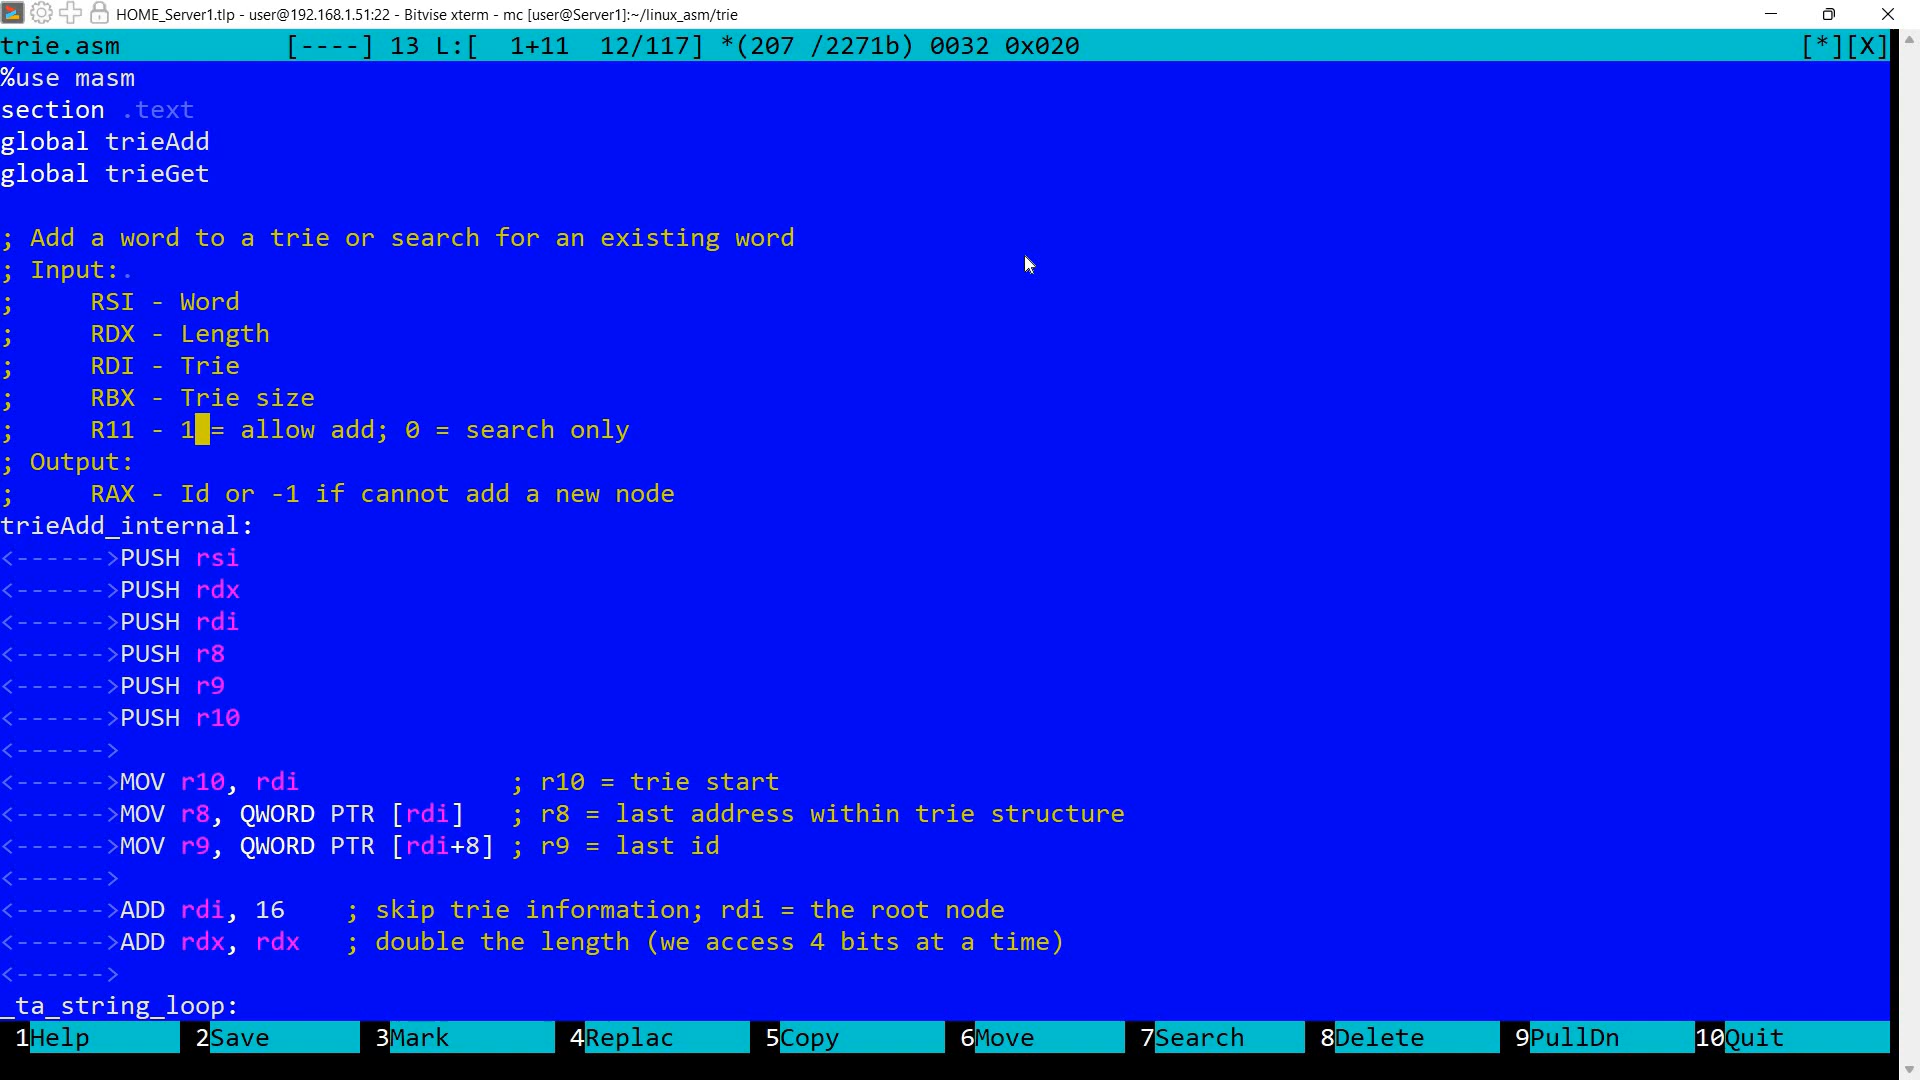 HOME_Server1.tlp - user@192.168.1.51:22 - Bitvise xterm - mc [user@Server1]:~/linux_asm/trie
trie.asm [----] 13 L:[ 1+11 12/117] *(207 /2271b) 0032 0x020 [*][X]
%use masm
section .text
global trieAdd
global trieGet
; Add a word to a trie or search for an existing word
; Input:.
; RSI - Word
; RDX - Length
; RDI - Trie
; RBX - Trie size
; R11 - 1 = allow add; 0 = search only
; Output:
; RAX - Id or -1 if cannot add a new node
trieAdd_internal:
<------>PUSH rsi
<------>PUSH rdx
<------>PUSH rdi
<------>PUSH r8
<------>PUSH r9
<------>PUSH r10
<------>
<------>MOV r10, rdi ; r10 = trie start
<------>MOV r8, QWORD PTR [rdi] ; r8 = last address within trie structure
<------>MOV r9, QWORD PTR [rdi+8] ; r9 = last id
<------>
<------>ADD rdi, 16 ; skip trie information; rdi = the root node
<------>ADD rdx, rdx ; double the length (we access 4 bits at a time)
<------>
_ta_string_loop:
1Help 2Save 3Mark 4Replac 5Copy 6Move 7Search 8Delete 9PullDn 10Quit